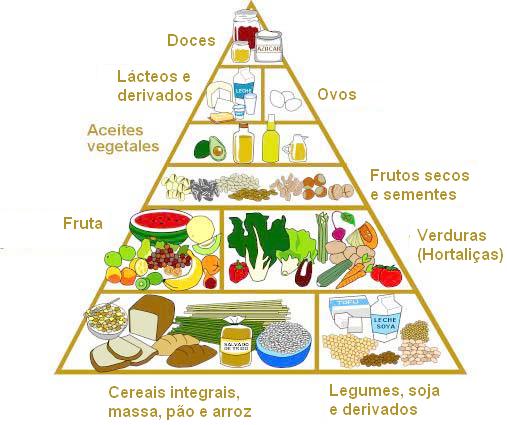 Doces
AZÚCAR
Lácteos e
derivados
LECHE
Ovos
Aceites
vegetales
Frutos secos
e sementes
Fruta
Verduras
(Hortaliças)
TOFU
LECHE
SOYA
SALVADO
DE TRIGO
Cereais integrais,
massa, pão e arroz
Legumes, soja
e derivados